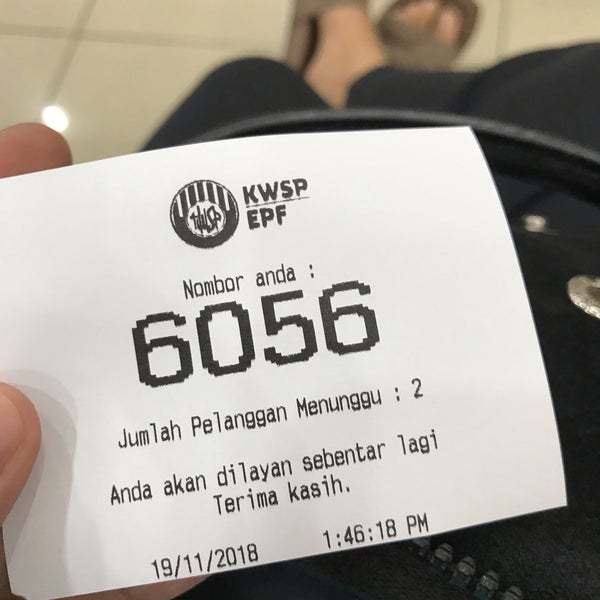 KWSP
EPF
Nombor anda :
6056
Jumlah Pelanggan Menunggu : 2
Anda akan dilayan sebentar lagi
Terima kasih.
19/11/2018 1:46:18 PM